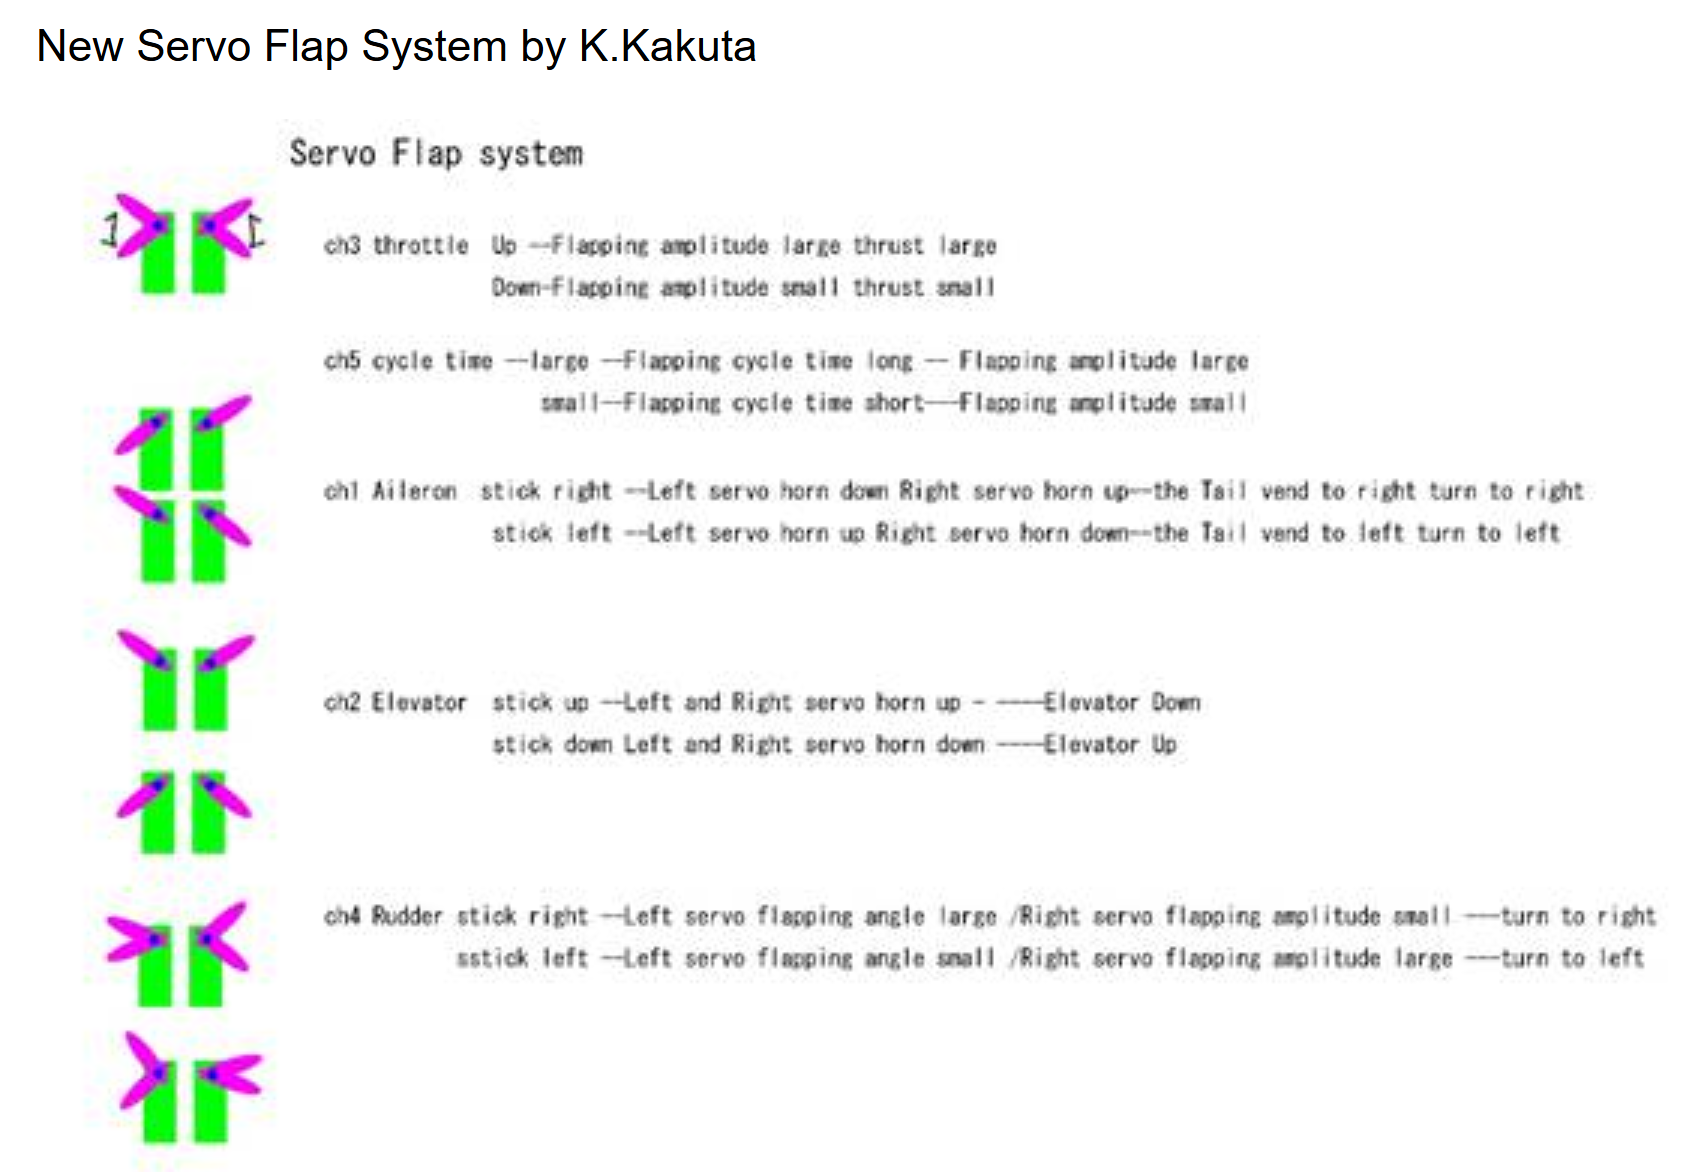 New Servo Flap System by K.Kakuta
Servo Flap system
ch3 throttle Up --Flapping amplitude large thrust large
Down-Flapping amplitude small thrust small
ch5 cycle time --large --Flapping cycle time long -- Flapping amplitude large
small--Flapping cycle time short---Flapping amplitude small
ch1 Aileron stick right --Left servo horn down Right servo horn up--the Tail vend to right turn to right
stick left --Left servo horn up Right servo horn down--the Tail vend to left turn to left
ch2 Elevator stick up --Left and Right servo horn up - ----Elevator Down
stick down Left and Right servo horn down ----Elevator Up
ch4 Rudder stick right --Left servo flapping angle large /Right servo flapping amplitude small ---turn to right
sstick left --Left servo flapping angle small /Right servo flapping amplitude large ---turn to left